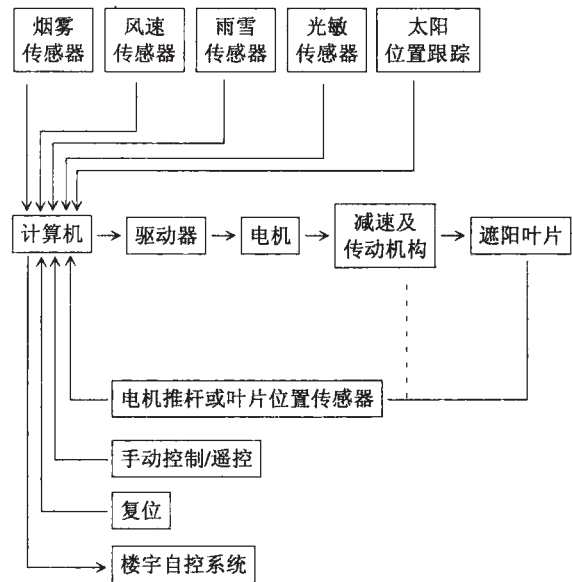 烟雾
传感器
风速
传感器
雨雪
传感器
光敏
传感器
太阳
位置跟踪
计算机
驱动器
电机
减速及
传动机构
遮阳叶片
电机推杆或叶片位置传感器
手动控制/遥控
复位
楼宇自控系统